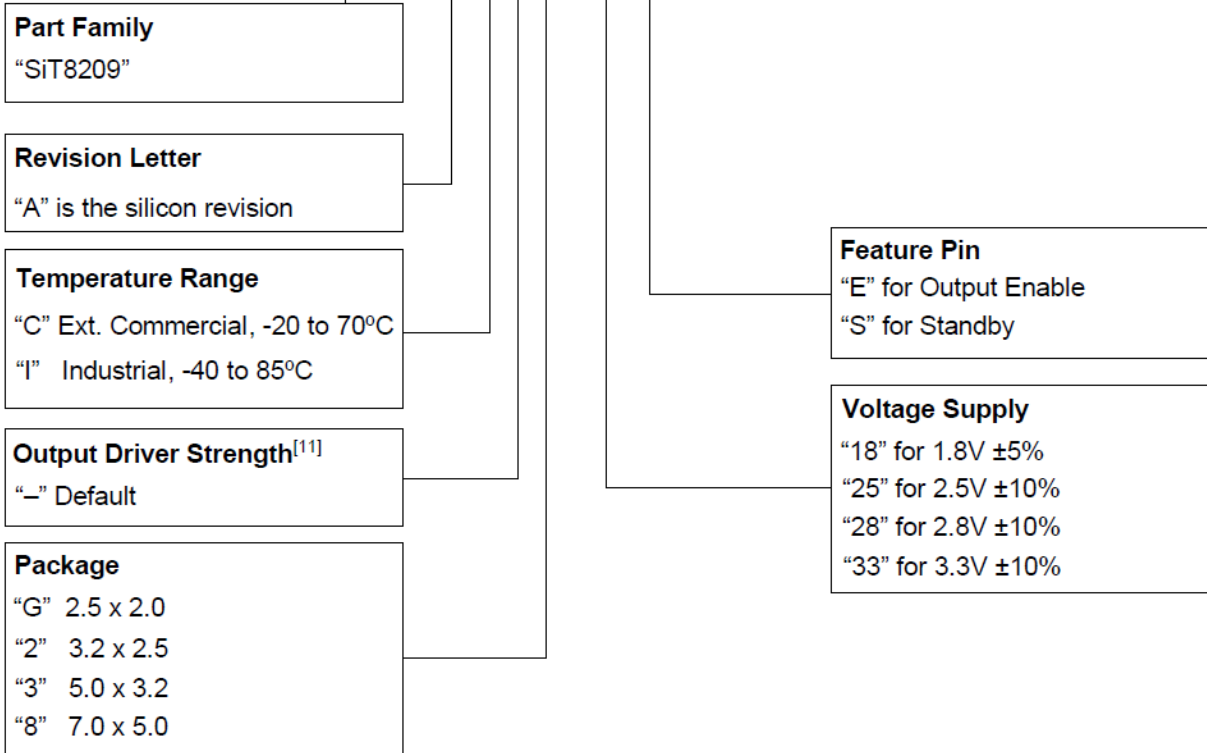 Part Family
“SiT8209”
Revision Letter
“A” is the silicon revision
Temperature Range
“C” Ext. Commercial, -20 to 70ºC
“I” Industrial, -40 to 85ºC
Output Driver Strength[11]
“–” Default
Package
“G” 2.5 x 2.0
“2” 3.2 x 2.5
“3” 5.0 x 3.2
“8” 7.0 x 5.0
Feature Pin
“E” for Output Enable
“S” for Standby
Voltage Supply
“18” for 1.8V ±5%
“25” for 2.5V ±10%
“28” for 2.8V ±10%
“33” for 3.3V ±10%